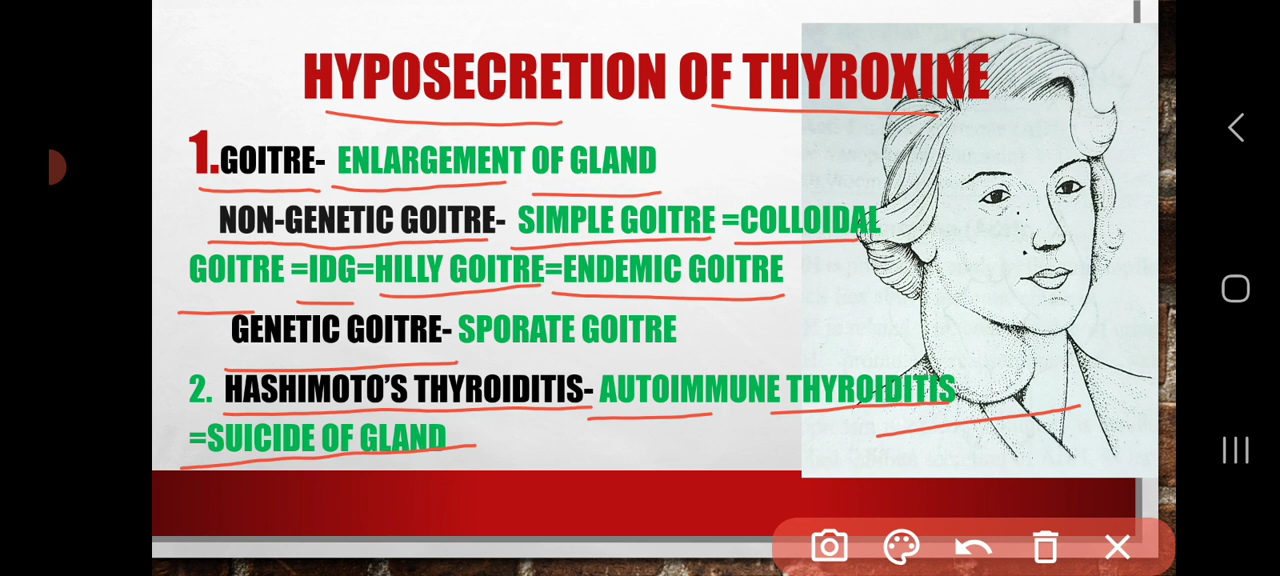 HYPOSECRETION OF THYROXINE
1.GOITRE- ENLARGEMENT OF GLAND
NON-GENETIC GOITRE- SIMPLE GOITRE =COLLOIDAL
GOITRE =IDG=HILLY GOITRE=ENDEMIC GOITRE
GENETIC GOITRE- SPORATE GOITRE
2. HASHIMOTO'S THYROIDITIS- AUTOIMMUNE THYROIDITIS
=SUICIDE OF GLAND